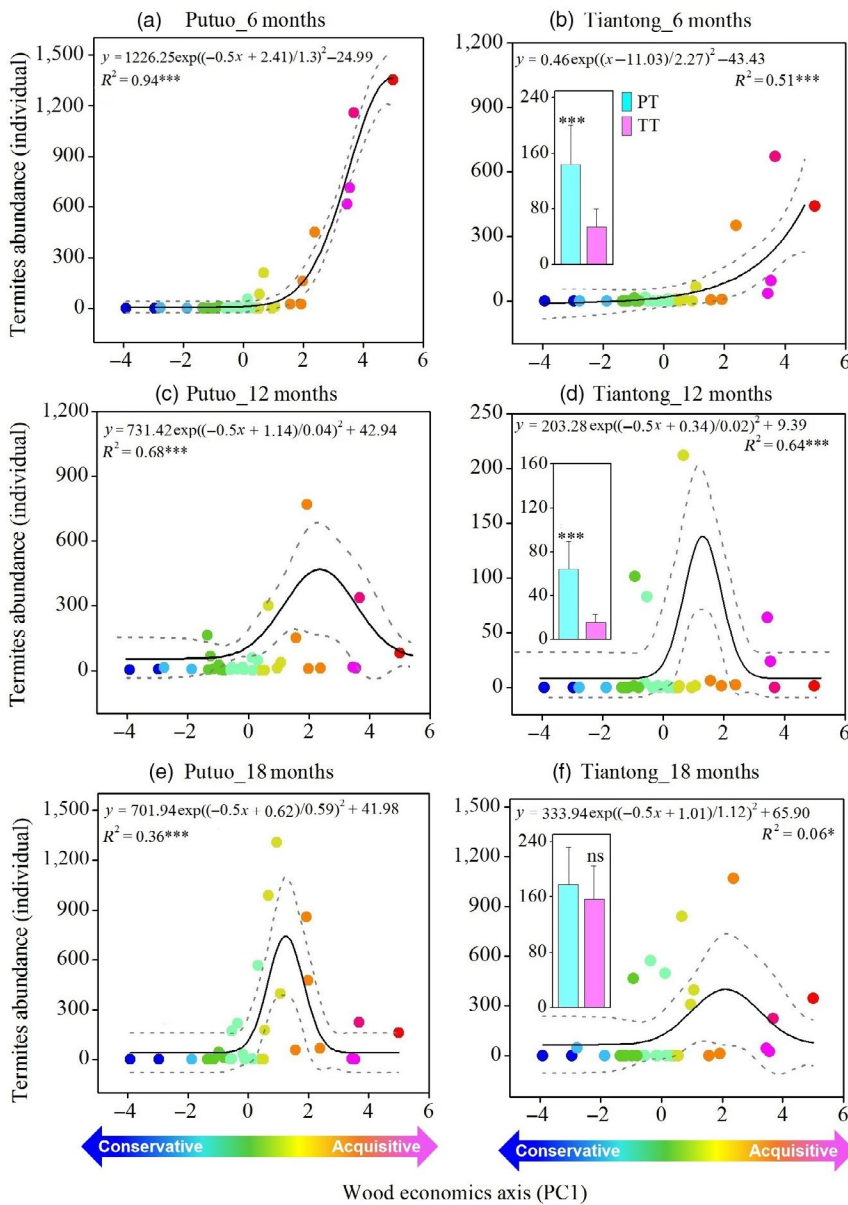 (a) Putuo_6 months
(b) Tiantong_6 months
Termites abundance (individual)
1,500
1,200
900
600
300
0
y = 1226.25exp((−0.5x + 2.41)/1.3)² −24.99
R² = 0.94***
−4 −2 0 2 4 6
1,200
900
600
300
0
y = 0.46exp((x−11.03)/2.27)² −43.43
R² = 0.51***
240
160
80
0
***
PT
TT
−4 −2 0 2 4 6
(c) Putuo_12 months
(d) Tiantong_12 months
Termites abundance (individual)
1,200
900
600
300
0
y = 731.42exp((−0.5x + 1.14)/0.04)² + 42.94
R² = 0.68***
−4 −2 0 2 4 6
250
200
150
100
50
0
y = 203.28exp((−0.5x + 0.34)/0.02)² + 9.39
R² = 0.64***
160
120
80
40
0
***
−4 −2 0 2 4 6
(e) Putuo_18 months
(f) Tiantong_18 months
Termites abundance (individual)
1,500
1,200
900
600
300
0
y = 701.94exp((−0.5x + 0.62)/0.59)² + 41.98
R² = 0.36***
−4 −2 0 2 4 6
1,500
1,200
900
600
300
0
y = 333.94exp((−0.5x + 1.01)/1.12)² + 65.90
R² = 0.06*
240
160
80
0
ns
−4 −2 0 2 4 6
Conservative Acquisitive
Conservative Acquisitive
Wood economics axis (PC1)